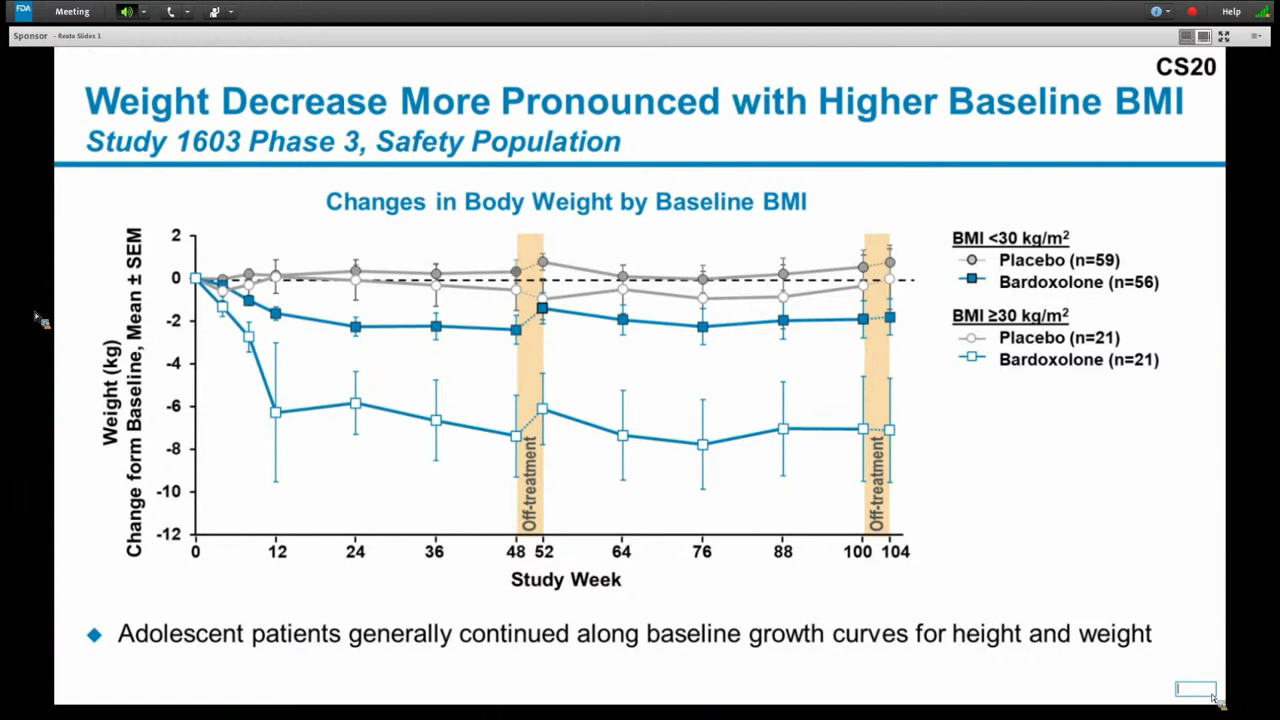 FDA
Meeting
Help
Sponsor - Reata Slides 1
CS20
Weight Decrease More Pronounced with Higher Baseline BMI
Study 1603 Phase 3, Safety Population
Changes in Body Weight by Baseline BMI
Weight (kg)
Change form Baseline, Mean ± SEM
2
0
-2
-4
-6
-8
-10
-12
Off-treatment
Off-treatment
0 12 24 36 48 52 64 76 88 100 104
Study Week
BMI <30 kg/m²
Placebo (n=59)
Bardoxolone (n=56)
BMI ≥30 kg/m²
Placebo (n=21)
Bardoxolone (n=21)
Adolescent patients generally continued along baseline growth curves for height and weight